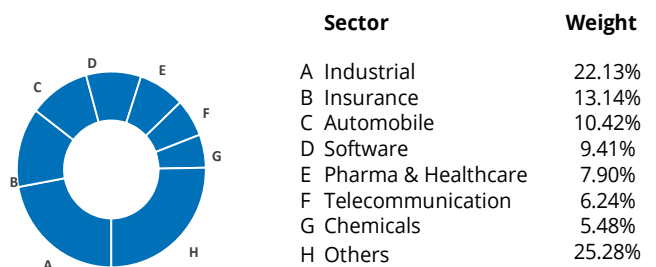 Sector Weight
A Industrial 22.13%
B Insurance 13.14%
C Automobile 10.42%
D Software 9.41%
E Pharma & Healthcare 7.90%
F Telecommunication 6.24%
G Chemicals 5.48%
H Others 25.28%
D
E
C
F
G
B
H
A